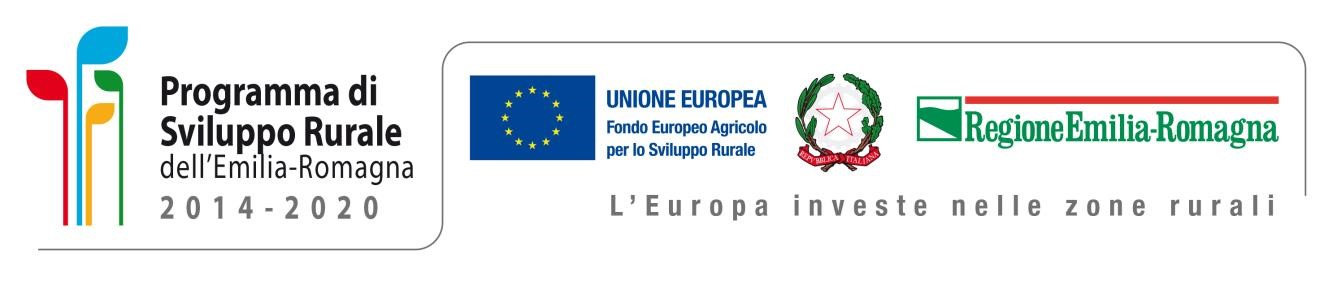 Programma di
Sviluppo Rurale
dell'Emilia-Romagna
2014-2020
UNIONE EUROPEA
Fondo Europeo Agricolo
per lo Sviluppo Rurale
REPVBBLICA ITALIANA
RegioneEmilia-Romagna
L'Europa investe nelle zone rurali